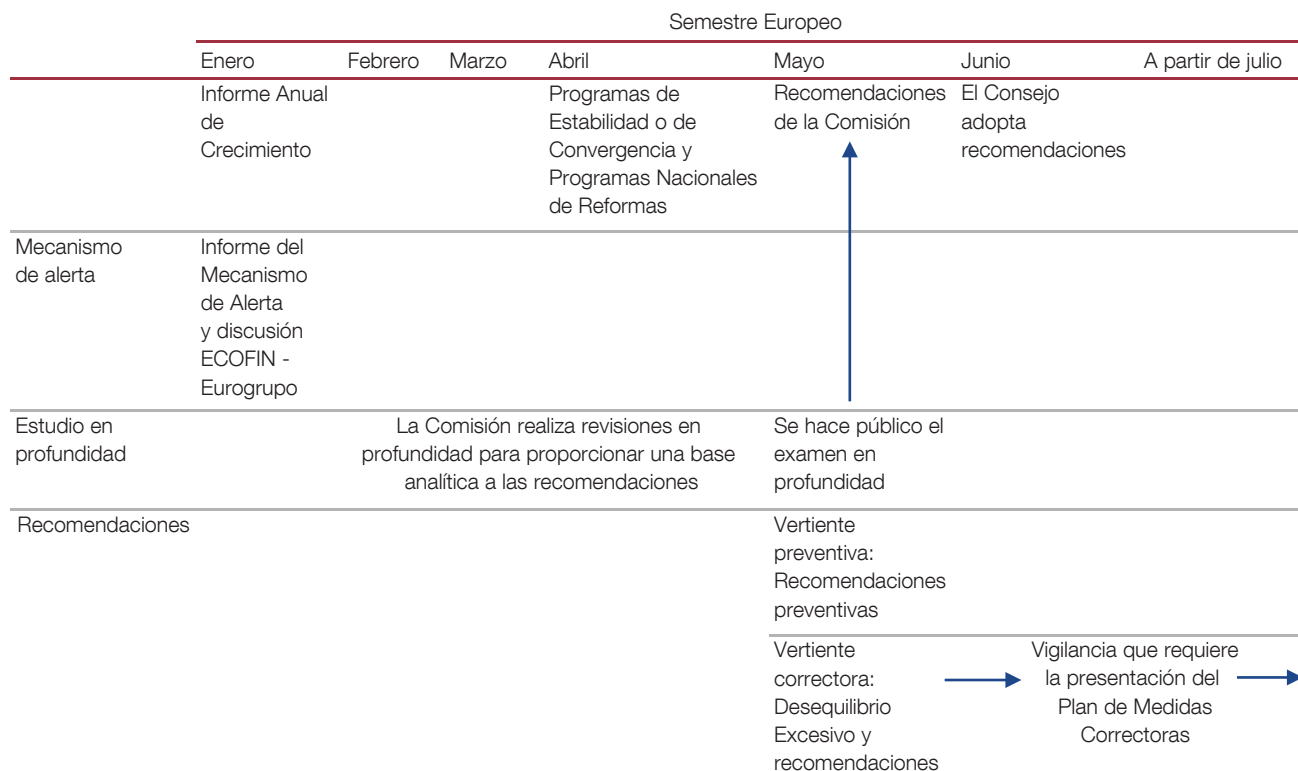 Semestre Europeo
Enero Febrero Marzo Abril Mayo Junio A partir de julio
Informe Anual
de
Crecimiento
Programas de
Estabilidad o de
Convergencia y
Programas Nacionales
de Reformas
Recomendaciones
de la Comisión
El Consejo
adopta
recomendaciones
Mecanismo
de alerta
Informe del
Mecanismo
de Alerta
y discusión
ECOFIN -
Eurogrupo
Estudio en
profundidad
La Comisión realiza revisiones en
profundidad para proporcionar una base
analítica a las recomendaciones
Se hace público el
examen en
profundidad
Recomendaciones
Vertiente
preventiva:
Recomendaciones
preventivas
Vertiente
correctora:
Desequilibrio
Excesivo y
recomendaciones
Vigilancia que requiere
la presentación del
Plan de Medidas
Correctoras